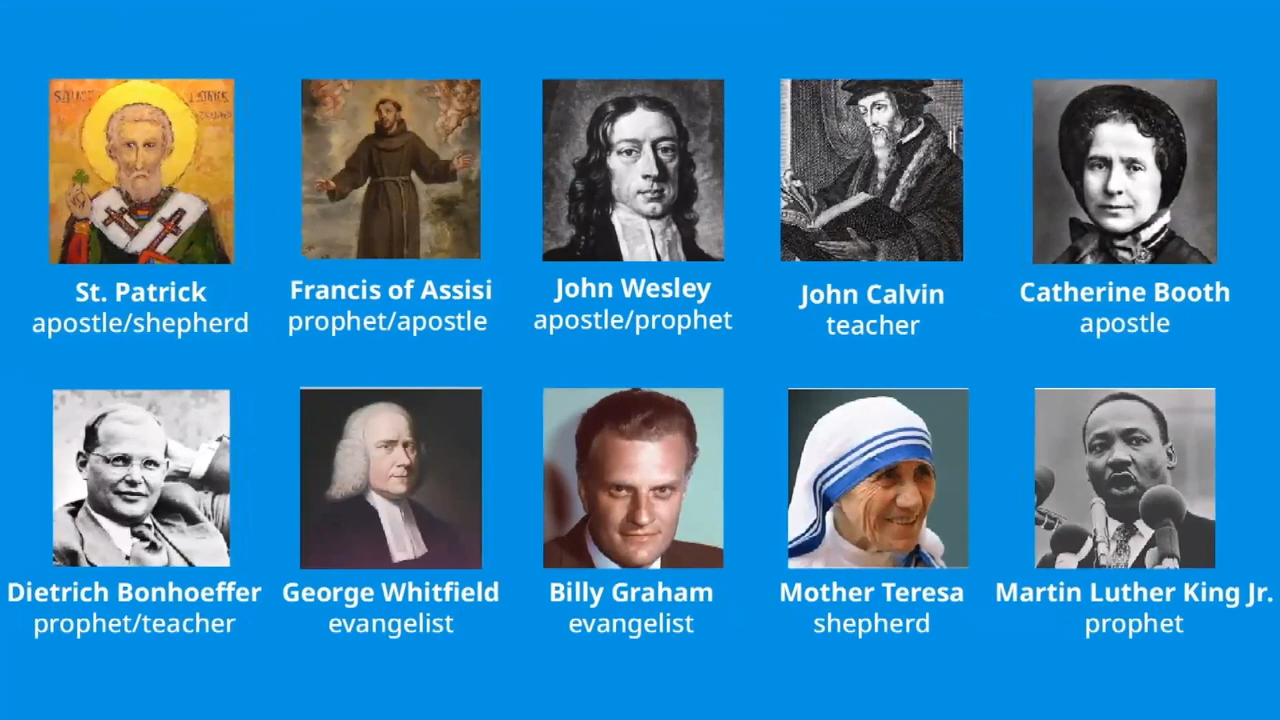 St. Patrick
apostle/shepherd
Francis of Assisi
prophet/apostle
John Wesley
apostle/prophet
John Calvin
teacher
Catherine Booth
apostle
Dietrich Bonhoeffer
prophet/teacher
George Whitfield
evangelist
Billy Graham
evangelist
Mother Teresa
shepherd
Martin Luther King Jr.
prophet